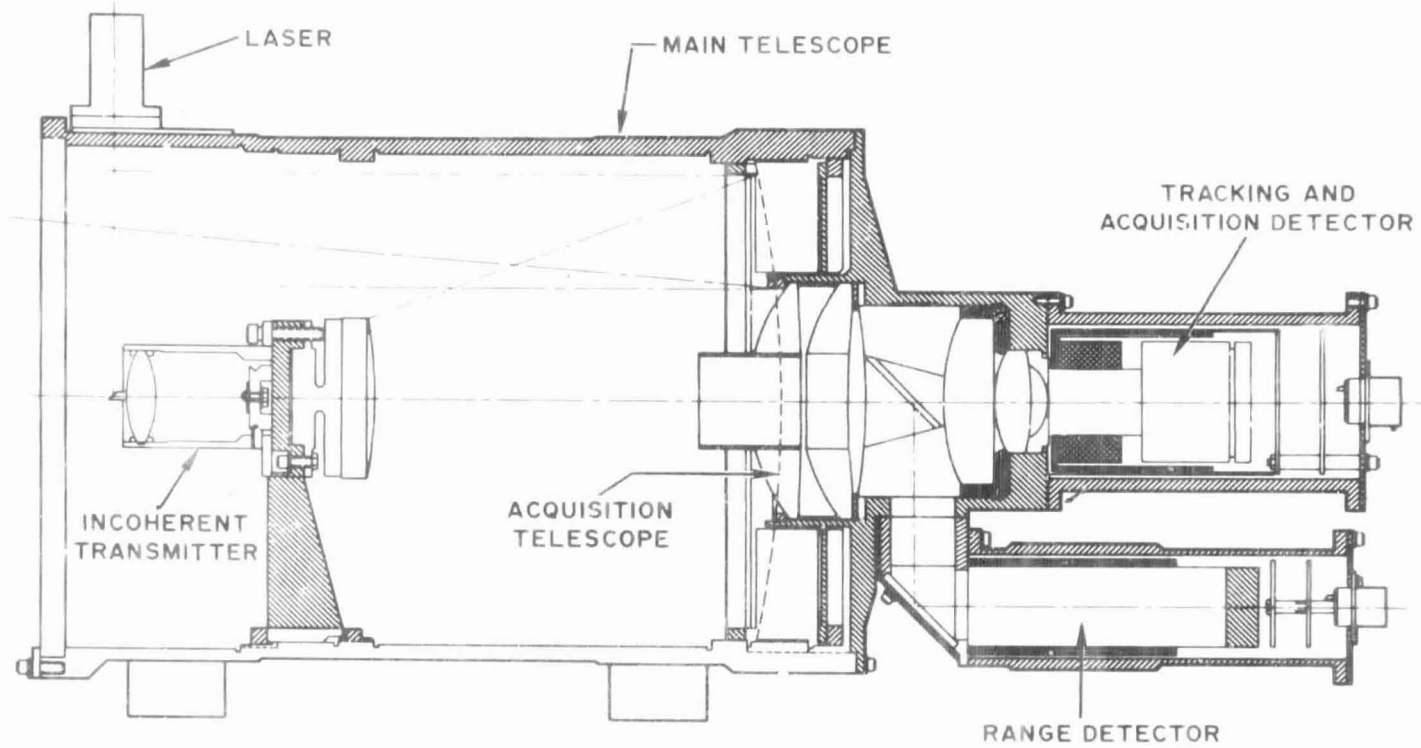 LASER
MAIN TELESCOPE
TRACKING AND
ACQUISITION DETECTOR
INCOHERENT
TRANSMITTER
ACQUISITION
TELESCOPE
RANGE DETECTOR